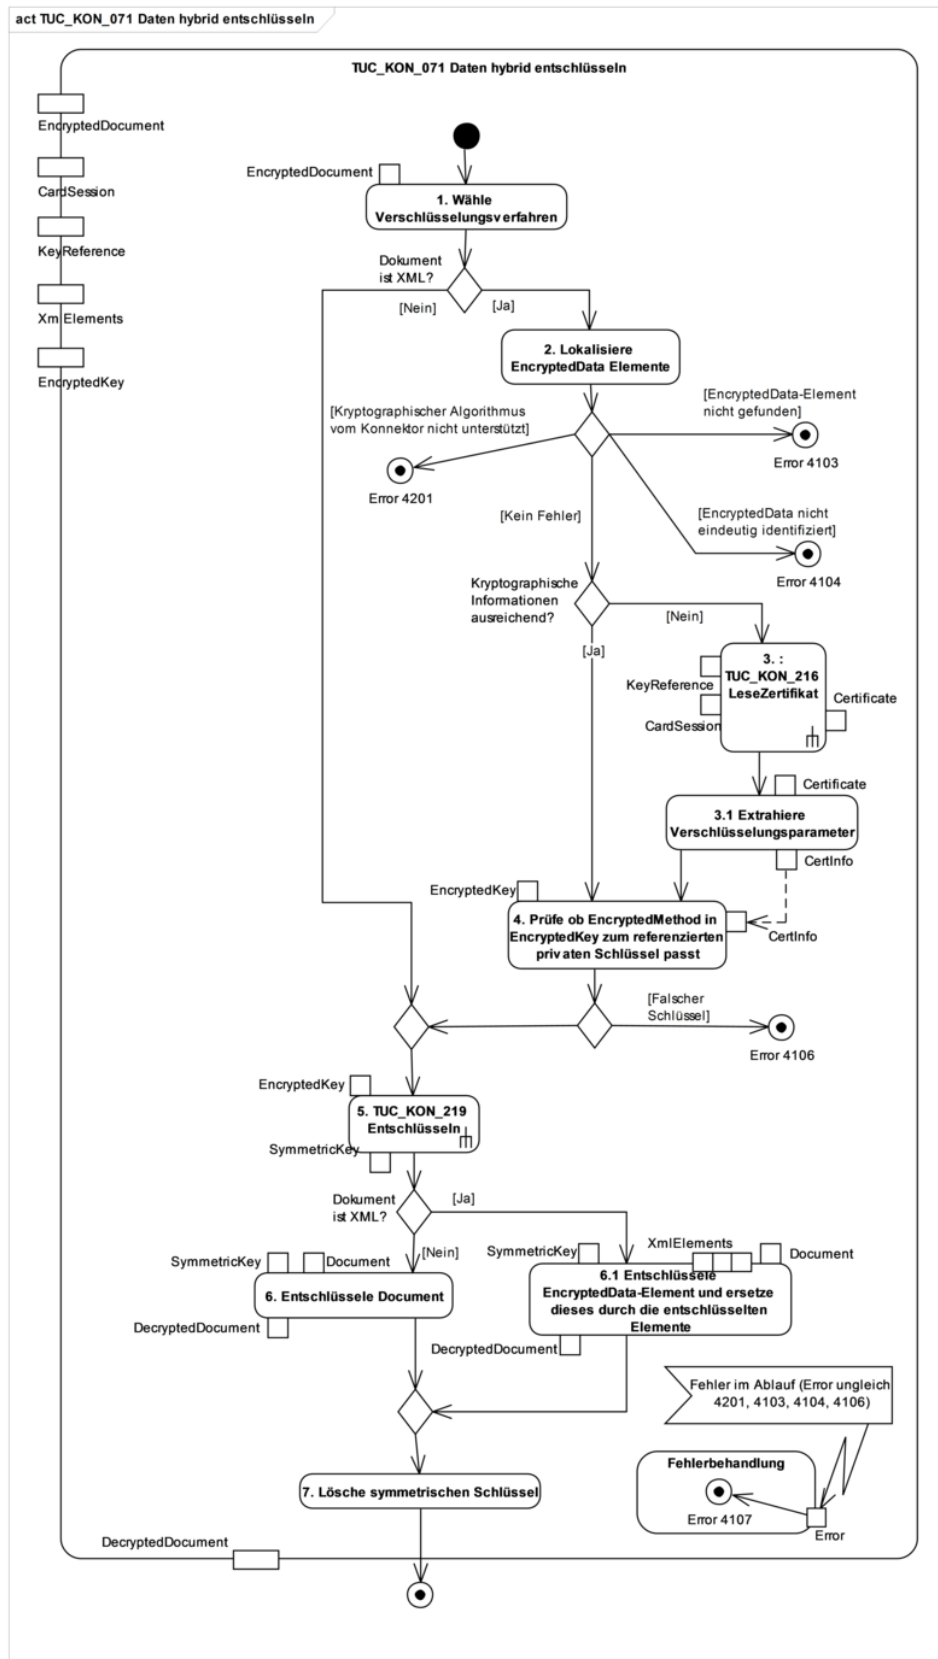 act TUC_KON_071 Daten hybrid entschlüsseln
TUC_KON_071 Daten hybrid entschlüsseln
EncryptedDocument
CardSession
KeyReference
XmlElements
EncryptedKey
EncryptedDocument
1. Wähle
Verschlüsselungsverfahren
Dokument
ist XML?
[Nein]
[Ja]
2. Lokalisiere
EncryptedData Elemente
[Kryptographischer Algorithmus
vom Konnektor nicht unterstützt]
[EncryptedData-Element
nicht gefunden]
Error 4103
Error 4201
[Kein Fehler]
[EncryptedData nicht
eindeutig identifiziert]
Error 4104
Kryptographische
Informationen
ausreichend?
[Nein]
[Ja]
3. :
TUC_KON_216
LeseZertifikat
KeyReference
CardSession
Certificate
Certificate
3.1 Extrahiere
Verschlüsselungsparameter
CertInfo
EncryptedKey
4. Prüfe ob EncryptedMethod in
EncryptedKey zum referenzierten
privaten Schlüssel passt
CertInfo
[Falscher
Schlüssel]
Error 4106
EncryptedKey
5. TUC_KON_219
Entschlüsseln
SymmetricKey
Dokument
ist XML?
[Ja]
[Nein]
SymmetricKey
Document
6. Entschlüssele Document
DecryptedDocument
SymmetricKey
XmlElements
Document
6.1 Entschlüssele
EncryptedData-Element und ersetze
dieses durch die entschlüsselten
Elemente
DecryptedDocument
Fehler im Ablauf (Error ungleich
4201, 4103, 4104, 4106)
Fehlerbehandlung
Error 4107
Error
7. Lösche symmetrischen Schlüssel
DecryptedDocument